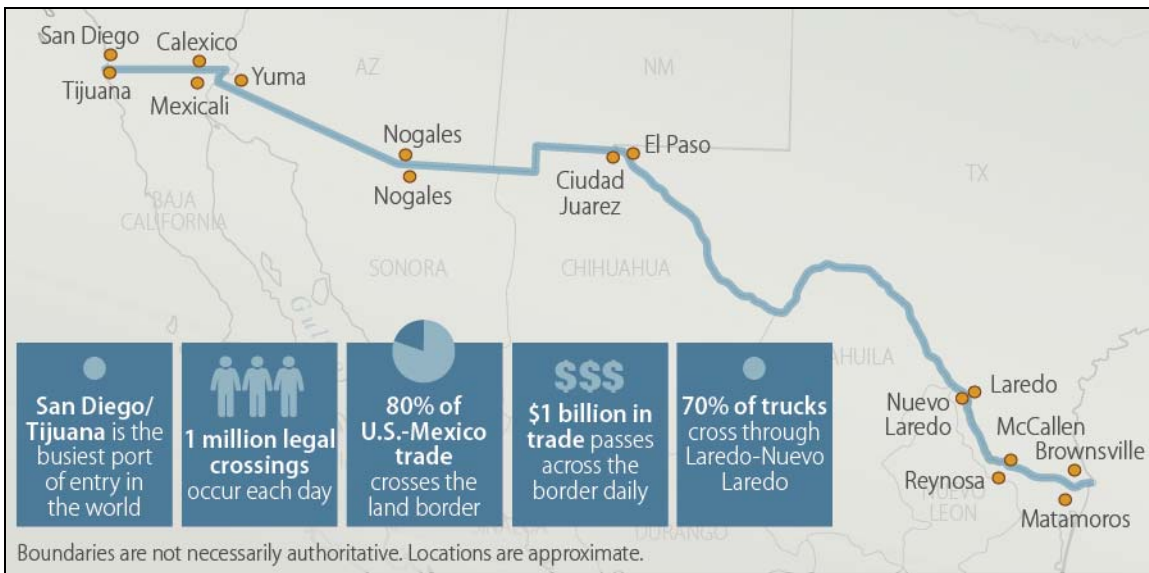 San Diego
Calexico
Tijuana
Mexicali
Yuma
AZ
NM
Nogales
Nogales
El Paso
Ciudad
Juarez
TX
BAJA
CALIFORNIA
SONORA
CHIHUAHUA
AHUILA
Laredo
Nuevo
Laredo
McCallen
Brownsville
Reynosa
NUEVO
LEON
Matamoros
DURANGO
San Diego/
Tijuana is the
busiest port
of entry in
the world
1 million legal
crossings
occur each day
80% of
U.S.-Mexico
trade
crosses the
land border
$$$
$1 billion in
trade passes
across the
border daily
70% of trucks
cross through
Laredo-Nuevo
Laredo
Boundaries are not necessarily authoritative. Locations are approximate.